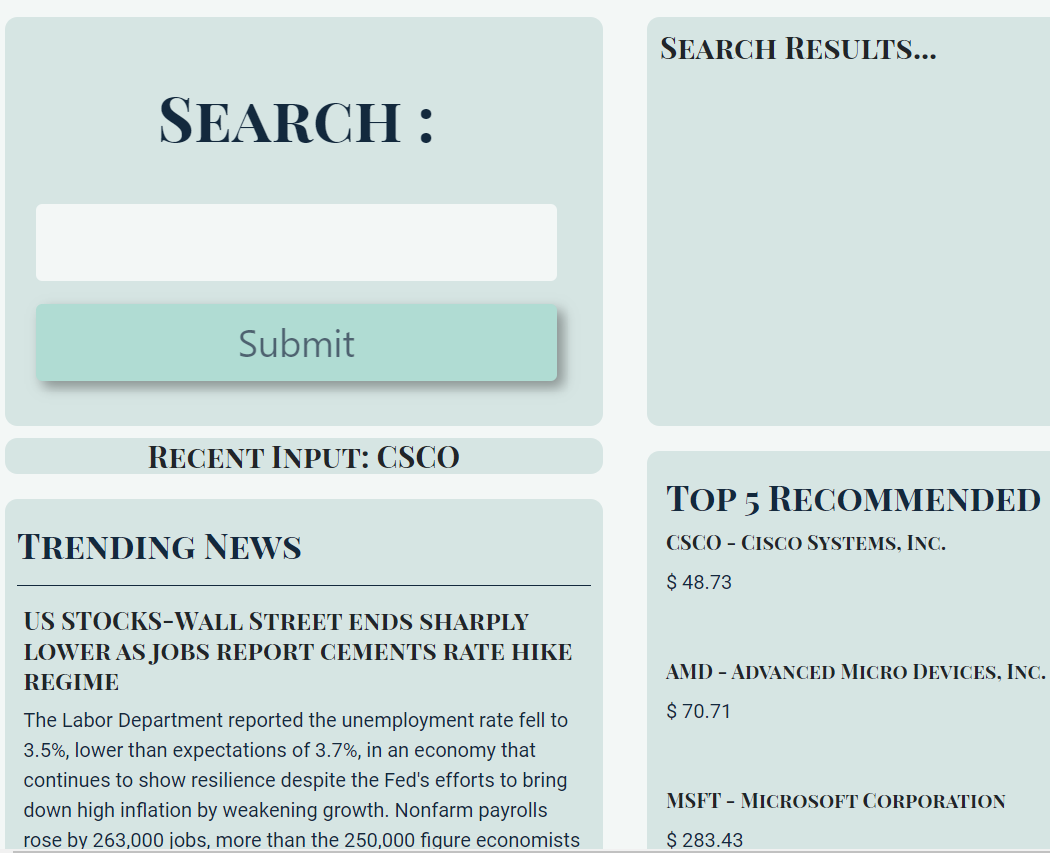 Search :
Submit
Recent Input: CSCO
Trending News
US STOCKS-Wall Street ends sharply
lower as jobs report cements rate hike
regime
The Labor Department reported the unemployment rate fell to
3.5%, lower than expectations of 3.7%, in an economy that
continues to show resilience despite the Fed's efforts to bring
down high inflation by weakening growth. Nonfarm payrolls
rose by 263,000 jobs, more than the 250,000 figure economists
Search Results...
Top 5 Recommended
CSCO - Cisco Systems, Inc.
$ 48.73
AMD - Advanced Micro Devices, Inc.
$ 70.71
MSFT - Microsoft Corporation
$ 283.43